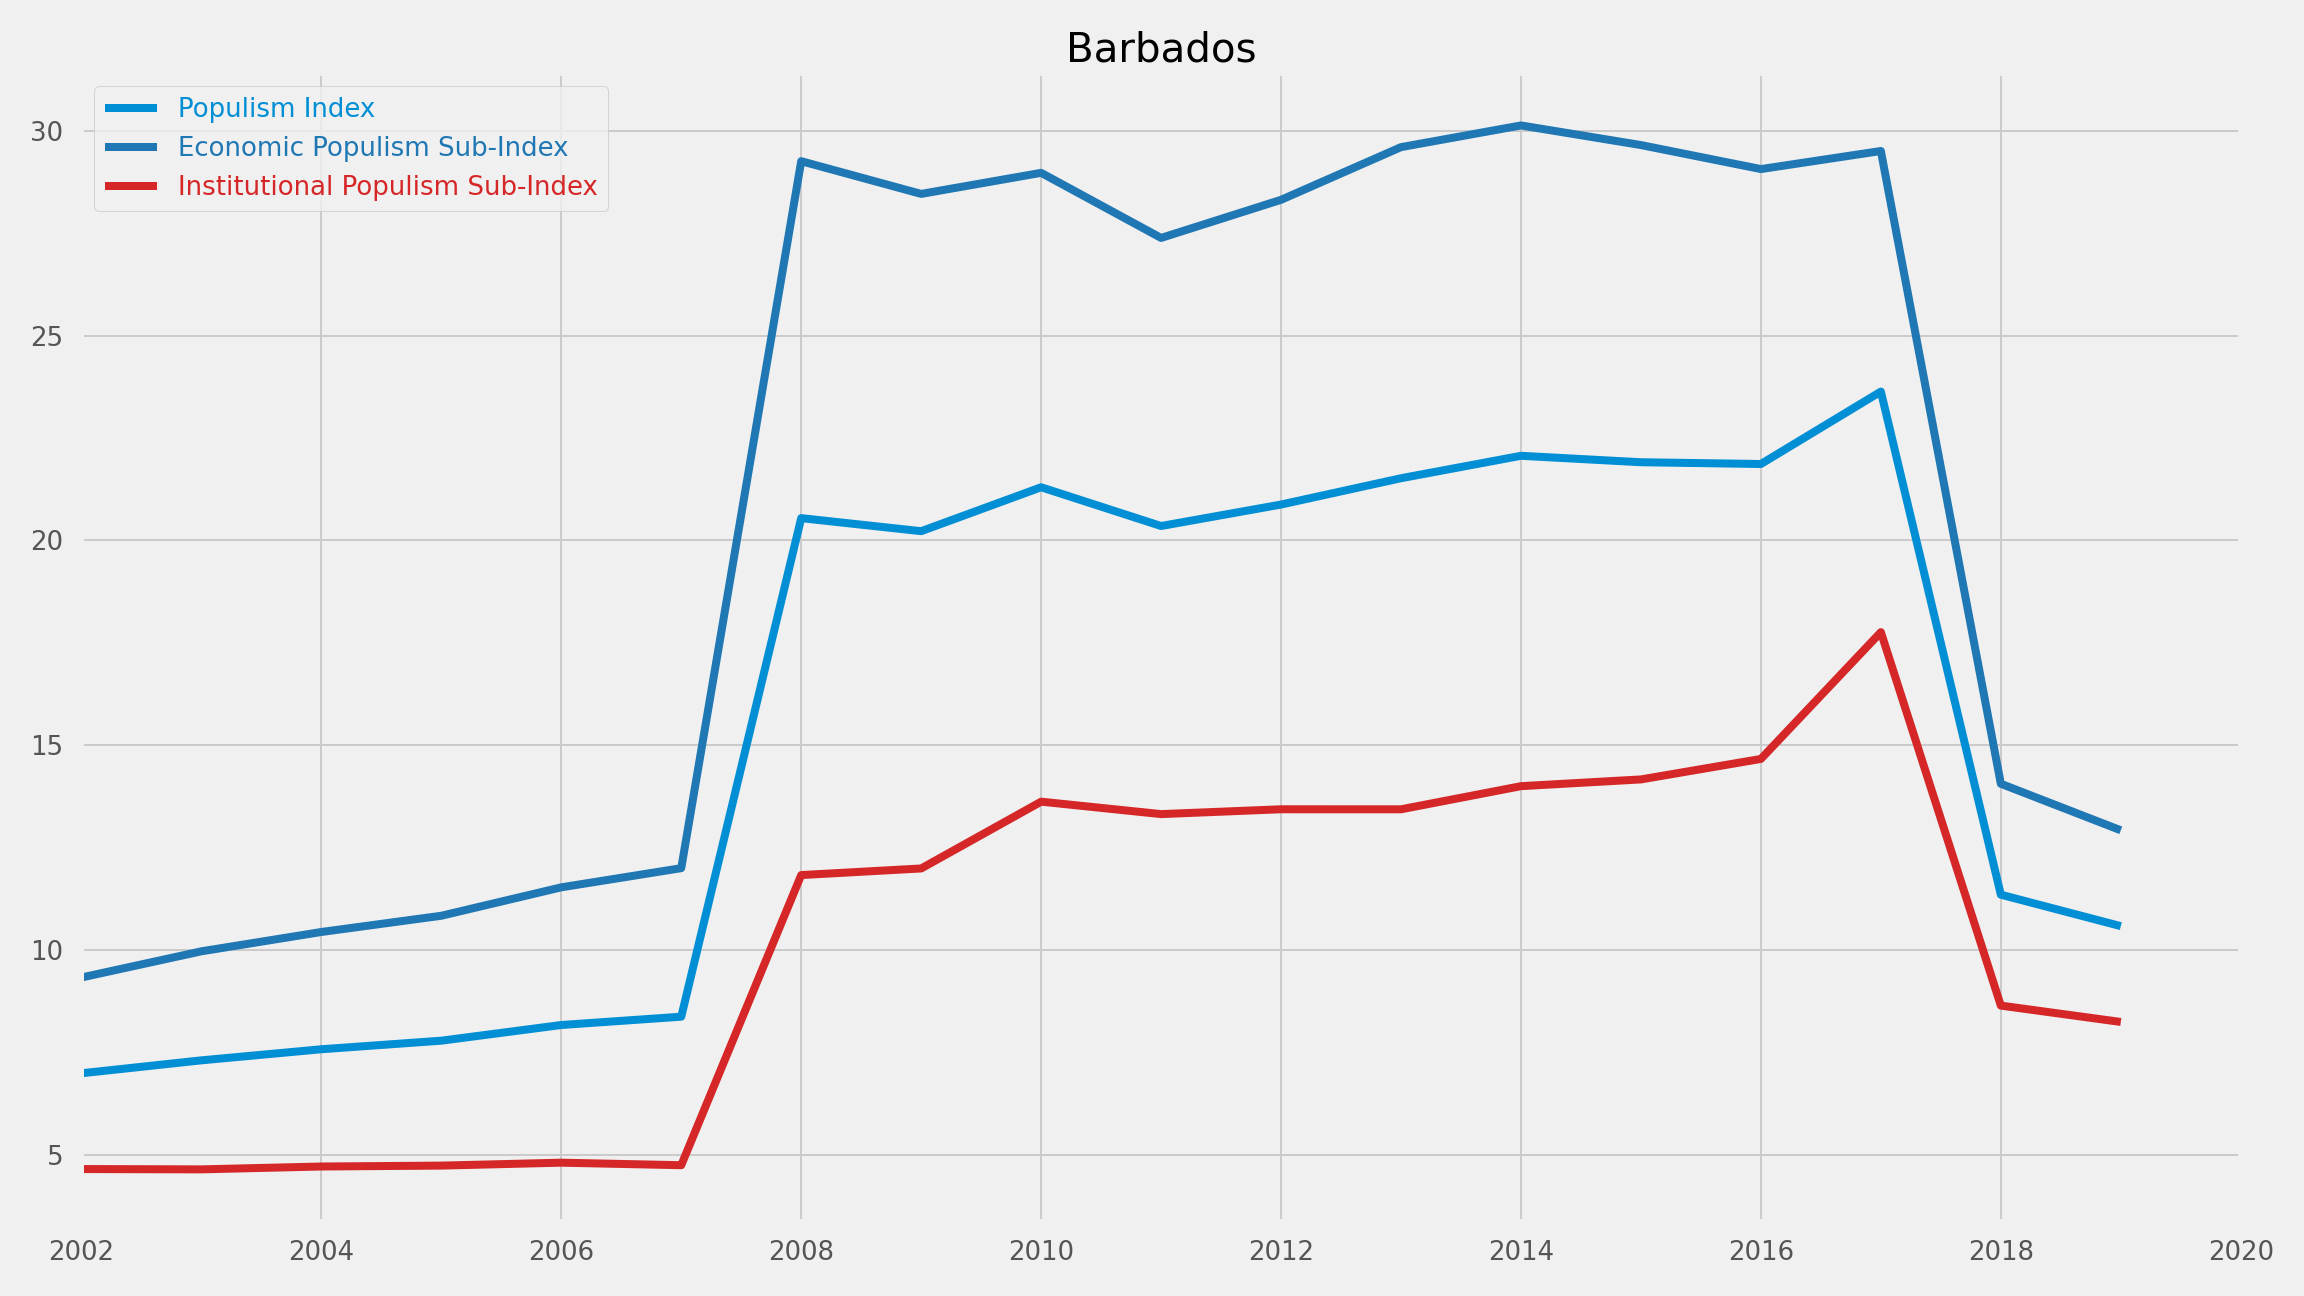 Barbados
Populism Index
Economic Populism Sub-Index
Institutional Populism Sub-Index
30
25
20
15
10
5
2002 2004 2006 2008 2010 2012 2014 2016 2018 2020